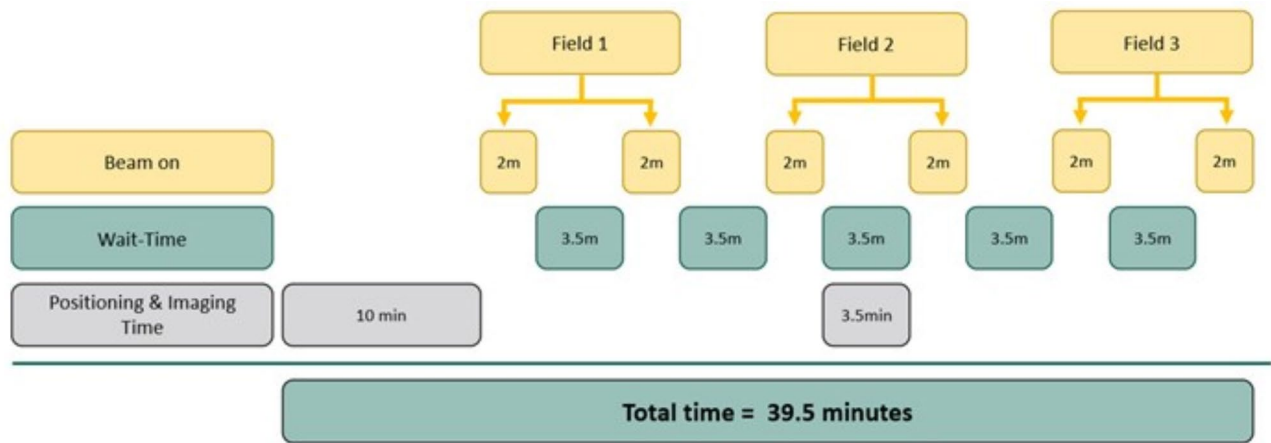 Field 1
Field 2
Field 3
Beam on
2m
2m
2m
2m
2m
2m
Wait-Time
3.5m
3.5m
3.5m
3.5m
3.5m
Positioning & Imaging
Time
10 min
3.5min
Total time =  39.5 minutes